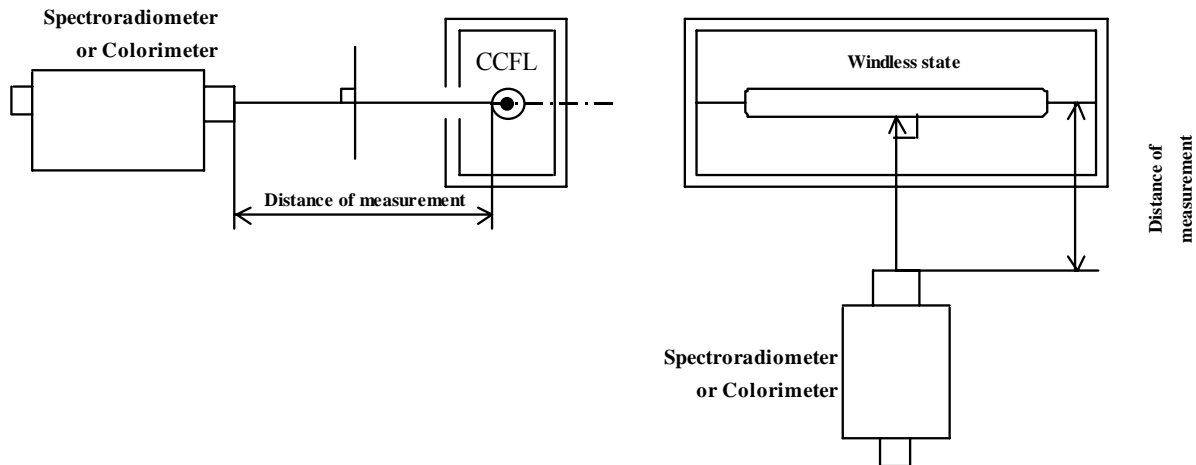 Spectroradiometer
or Colorimeter
CCFL
Distance of measurement
Windless state
Distance of
measurement
Spectroradiometer
or Colorimeter